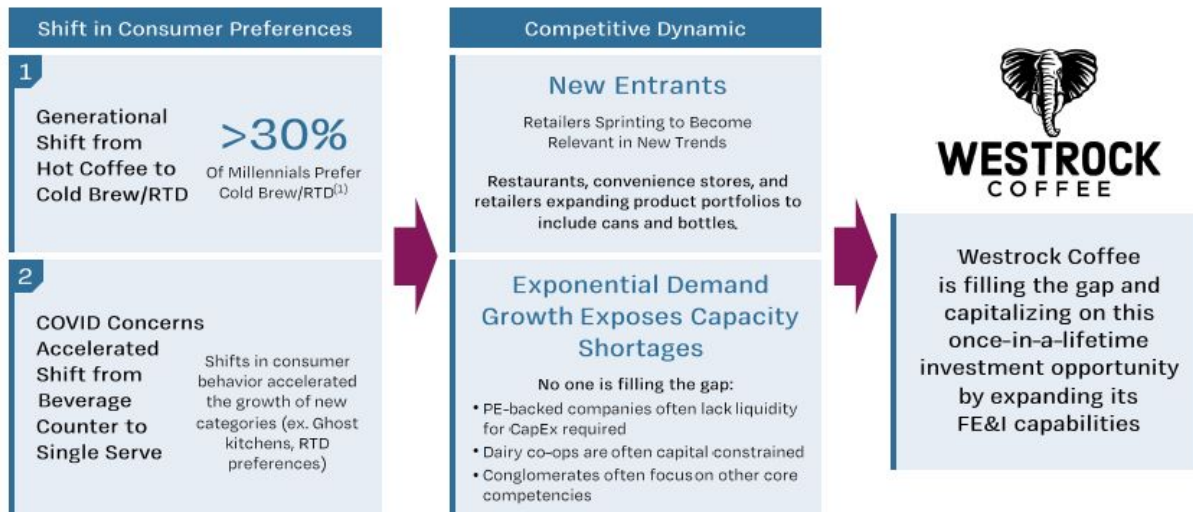 Shift in Consumer Preferences
1
Generational
Shift from
Hot Coffee to
Cold Brew/RTD
>30%
Of Millennials Prefer
Cold Brew/RTD(1)
2
COVID Concerns
Accelerated
Shift from
Beverage
Counter to
Single Serve
Shifts in consumer
behavior accelerated
the growth of new
categories (ex. Ghost
kitchens, RTD
preferences)
Competitive Dynamic
New Entrants
Retailers Sprinting to Become
Relevant in New Trends
Restaurants, convenience stores, and
retailers expanding product portfolios to
include cans and bottles.
Exponential Demand
Growth Exposes Capacity
Shortages
No one is filling the gap:
• PE-backed companies often lack liquidity
for CapEx required
• Dairy co-ops are often capital constrained
• Conglomerates often focus on other core
competencies
WESTROCK
COFFEE
Westrock Coffee
is filling the gap and
capitalizing on this
once-in-a-lifetime
investment opportunity
by expanding its
FE&I capabilities